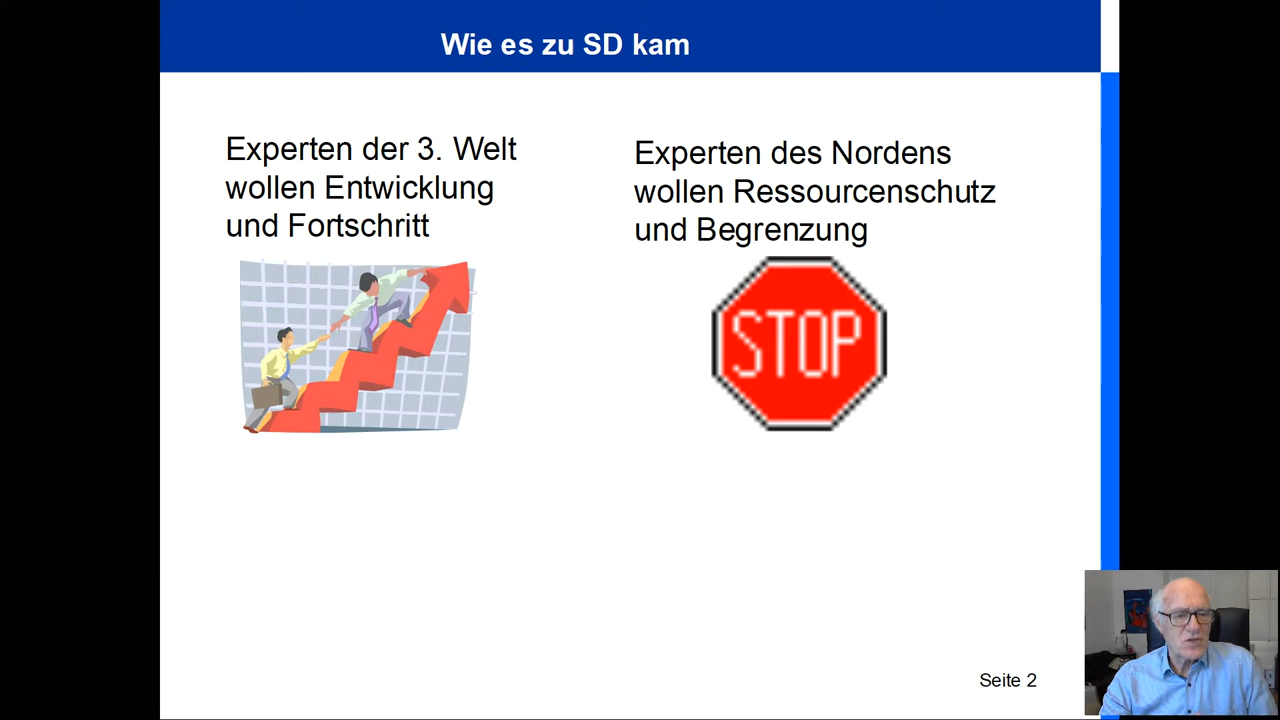 Wie es zu SD kam
Experten der 3. Welt
wollen Entwicklung
und Fortschritt
Experten des Nordens
wollen Ressourcenschutz
und Begrenzung
STOP
Seite 2